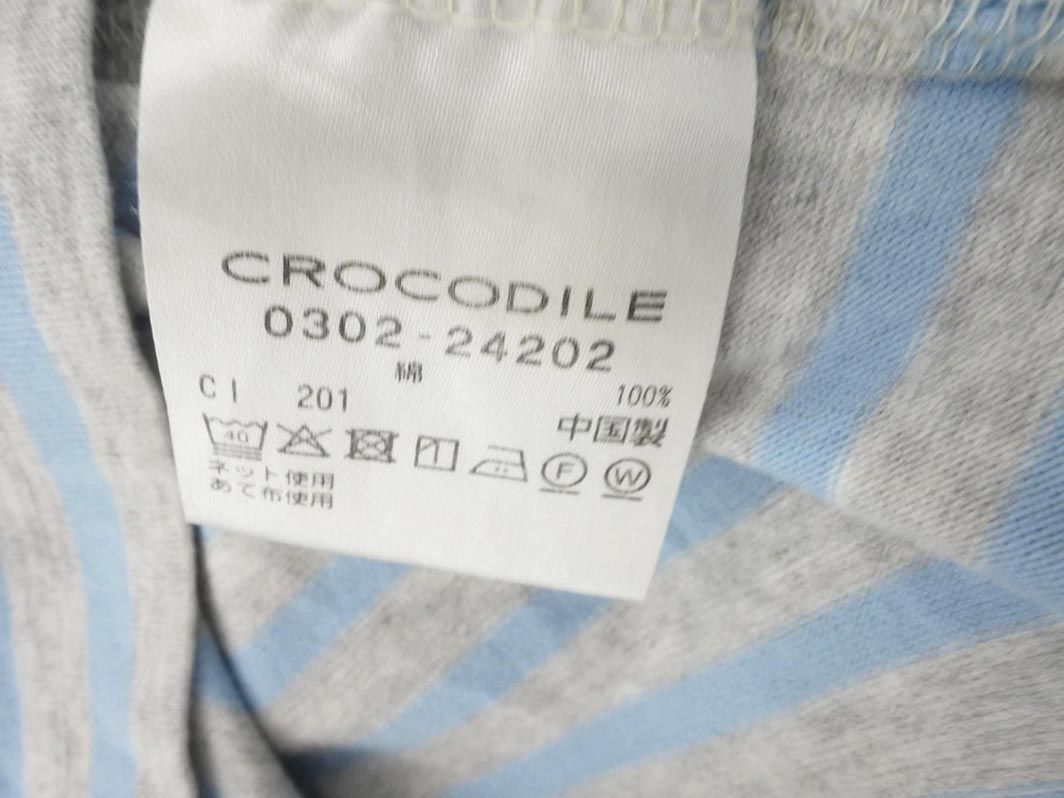 CROCODILE
0302-24202
綿 100%
CI 201
中国製
40 F W
ネット使用
あて布使用